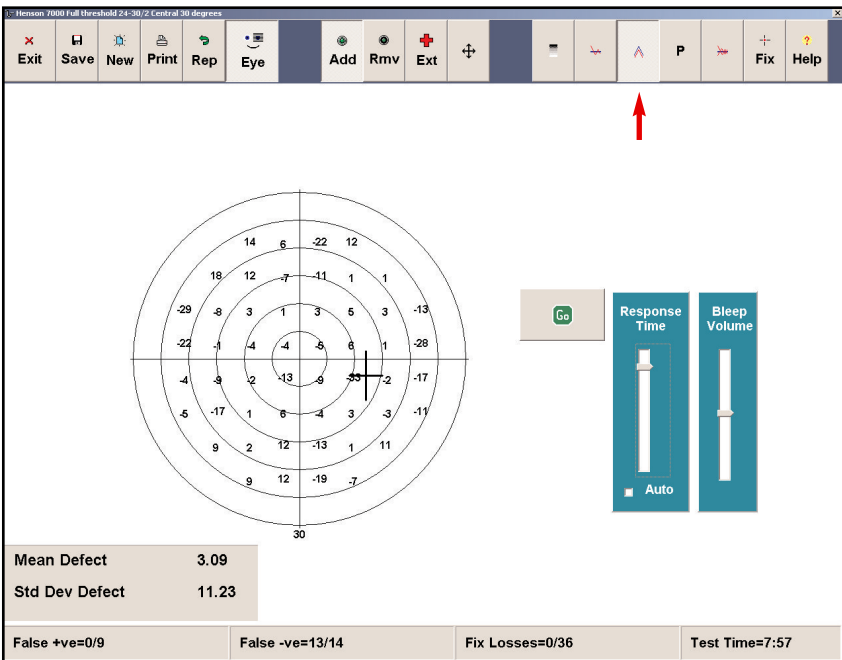 Henson 7000 Full threshold 24-30/2 Central 30 degrees
Exit Save New Print Rep Eye Add Rmv Ext P Fix Help
14 6 -22 12
18 12 -7 -11 1 1
-29 -8 3 1 3 5 3 -13
-22 -1 -4 -4 -5 6 1 -28
-4 -9 -2 -13 -9 -33 -2 -17
-5 -17 1 6 -4 3 -3 -11
9 2 12 -13 1 11
9 12 -19 -7
30
Go
Response
Time
Auto
Bleep
Volume
Mean Defect 3.09
Std Dev Defect 11.23
False +ve=0/9 False -ve=13/14 Fix Losses=0/36 Test Time=7:57